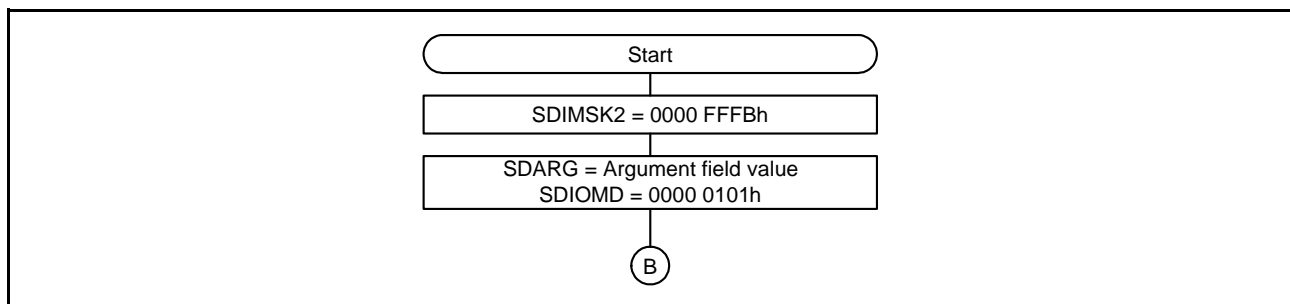 Start
SDIMSK2 = 0000 FFFBh
SDARG = Argument field value
SDIOMD = 0000 0101h
B